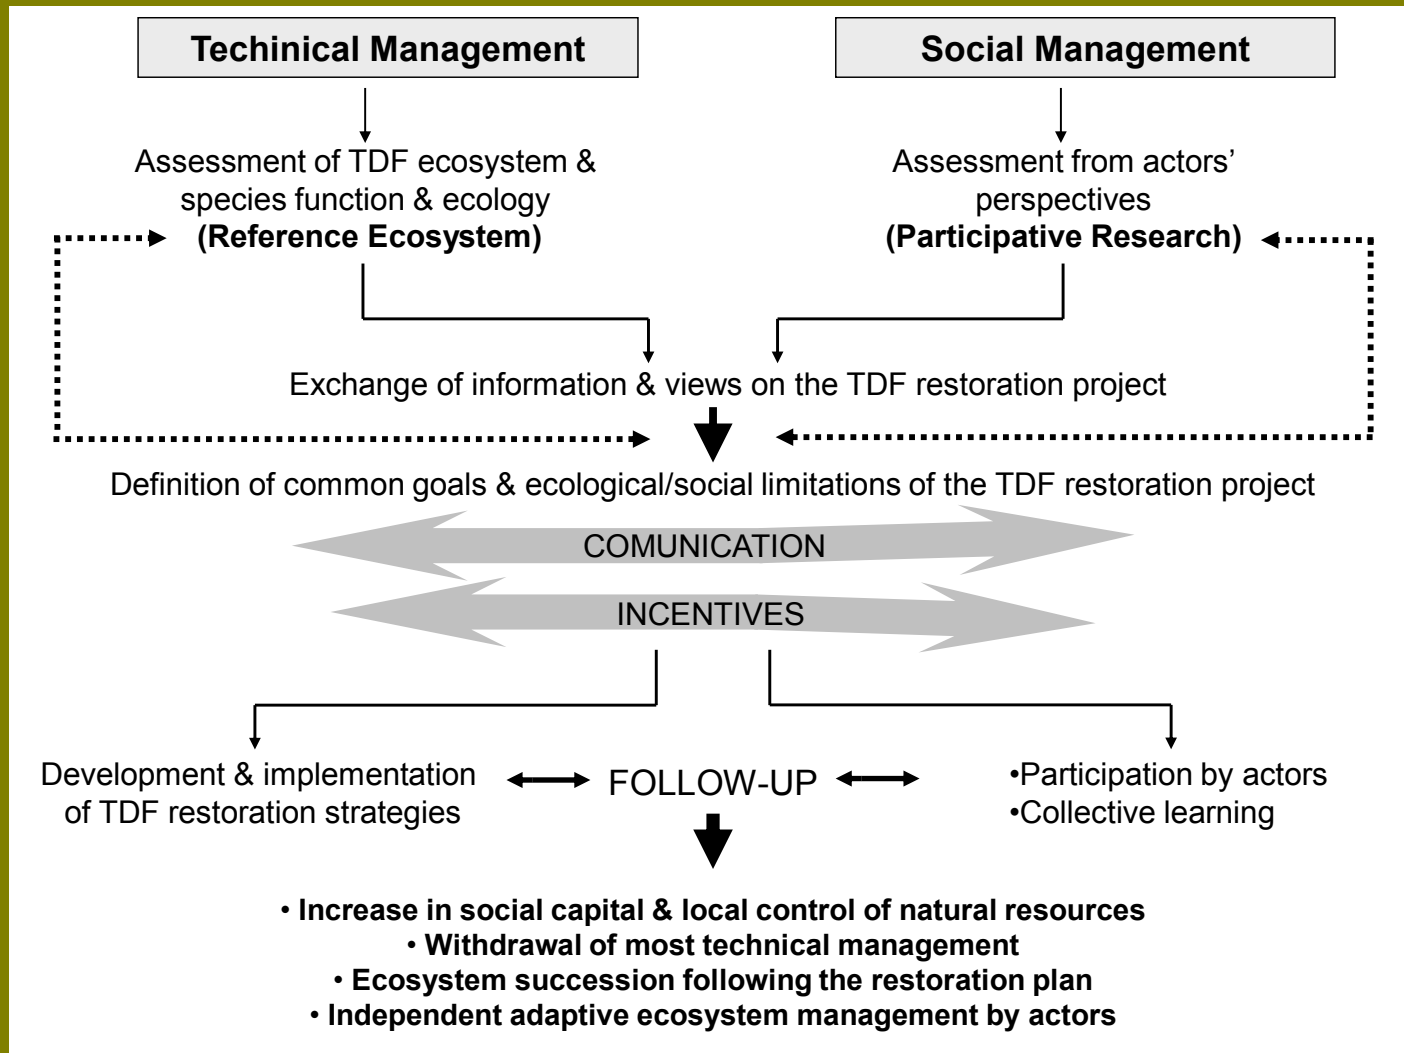 Techinical Management
Social Management
Assessment of TDF ecosystem &
species function & ecology
(Reference Ecosystem)
Assessment from actors’
perspectives
(Participative Research)
Exchange of information & views on the TDF restoration project
Definition of common goals & ecological/social limitations of the TDF restoration project
COMUNICATION
INCENTIVES
Development & implementation
of TDF restoration strategies
FOLLOW-UP
•Participation by actors
•Collective learning
• Increase in social capital & local control of natural resources
• Withdrawal of most technical management
• Ecosystem succession following the restoration plan
• Independent adaptive ecosystem management by actors